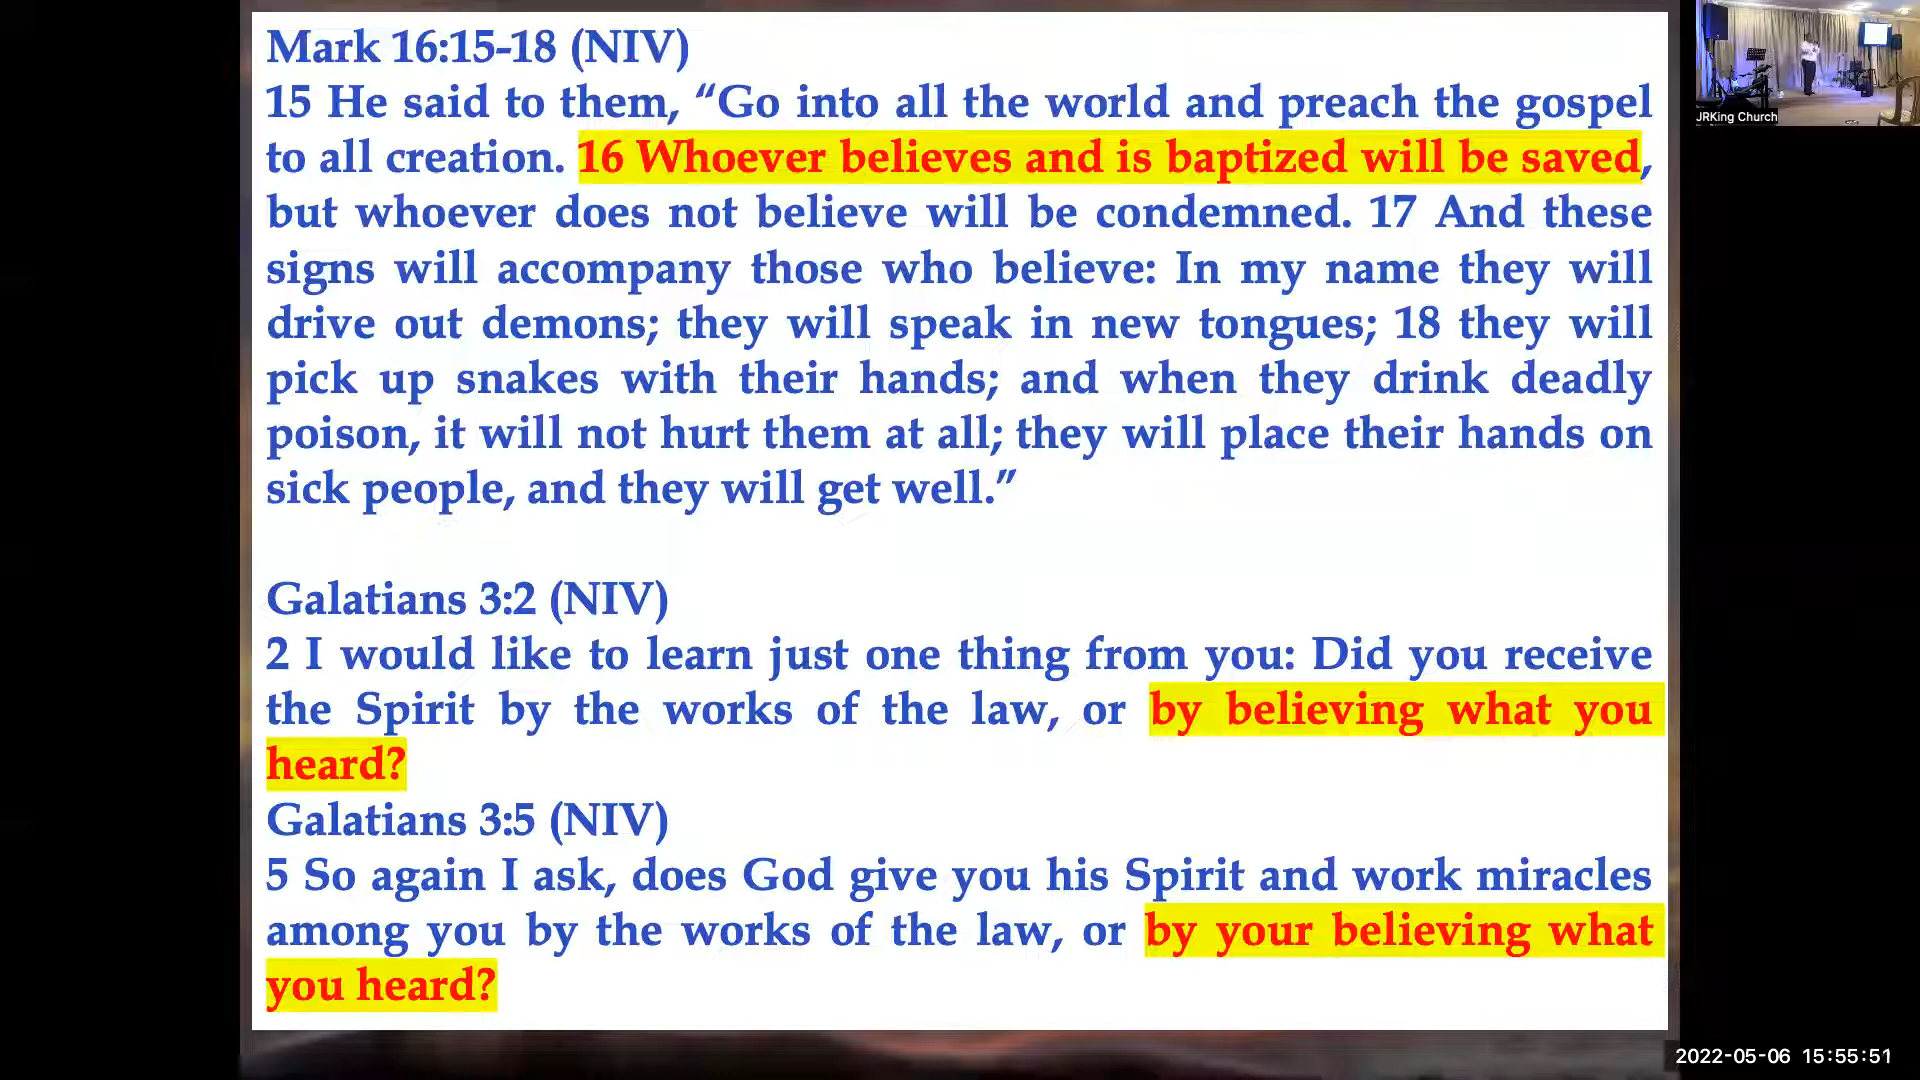 Mark 16:15-18 (NIV)
15 He said to them, “Go into all the world and preach the gospel
to all creation. 16 Whoever believes and is baptized will be saved,
but whoever does not believe will be condemned. 17 And these
signs will accompany those who believe: In my name they will
drive out demons; they will speak in new tongues; 18 they will
pick up snakes with their hands; and when they drink deadly
poison, it will not hurt them at all; they will place their hands on
sick people, and they will get well.”
Galatians 3:2 (NIV)
2 I would like to learn just one thing from you: Did you receive
the Spirit by the works of the law, or by believing what you
heard?
Galatians 3:5 (NIV)
5 So again I ask, does God give you his Spirit and work miracles
among you by the works of the law, or by your believing what
you heard?
JRKing Church
2022-05-06 15:55:51